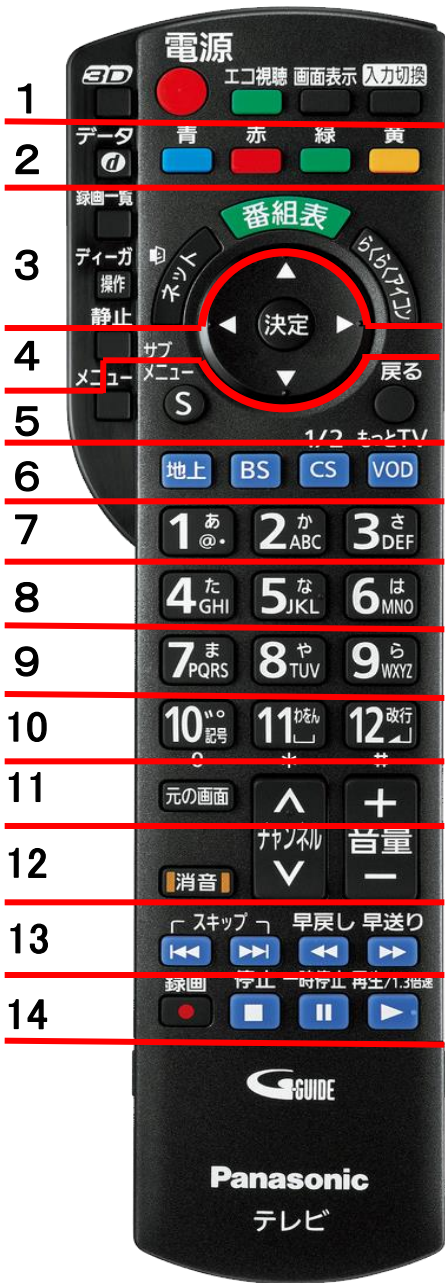 電源
3D
エコ視聴 画面表示 入力切換
1
データ 青 赤 緑 黄
2 d
録画一覧 番組表
3 ディーガ ネット らくらくアイコン
操作
静止 決定
4 サブ
メニュー メニュー 戻る
S
5
1/2 もっとTV
6 地上 BS CS VOD
7 1 あ @・ 2 か ABC 3 さ DEF
8 4 た GHI 5 な JKL 6 は MNO
9 7 ま PQRS 8 や TUV 9 ら WXYZ
10 10 ゛゜ 記号 11 わをん 12 改行
0 * #
11 元の画面 +
12 チャンネル 音量
消音 −
13 スキップ 早戻し 早送り
録画 停止 一時停止 再生/1.3倍速
14
G-GUIDE
Panasonic
テレビ